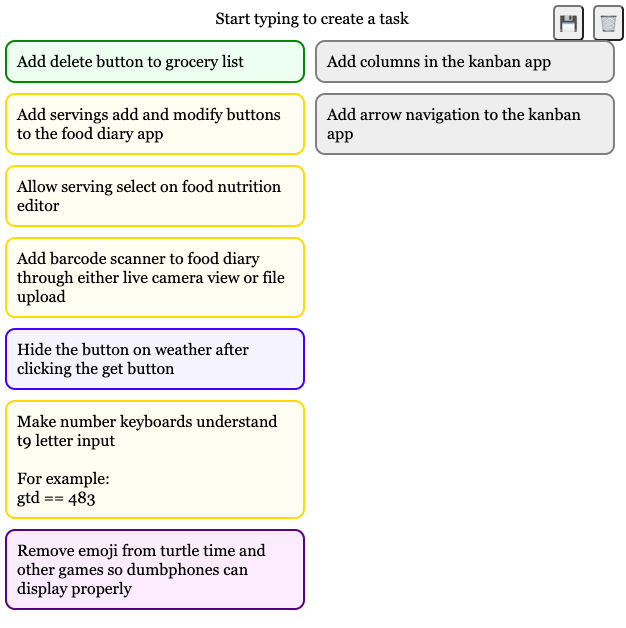 Start typing to create a task
Add delete button to grocery list
Add servings add and modify buttons
to the food diary app
Allow serving select on food nutrition
editor
Add barcode scanner to food diary
through either live camera view or file
upload
Hide the button on weather after
clicking the get button
Make number keyboards understand
t9 letter input
For example:
gtd == 483
Remove emoji from turtle time and
other games so dumbphones can
display properly
Add columns in the kanban app
Add arrow navigation to the kanban
app